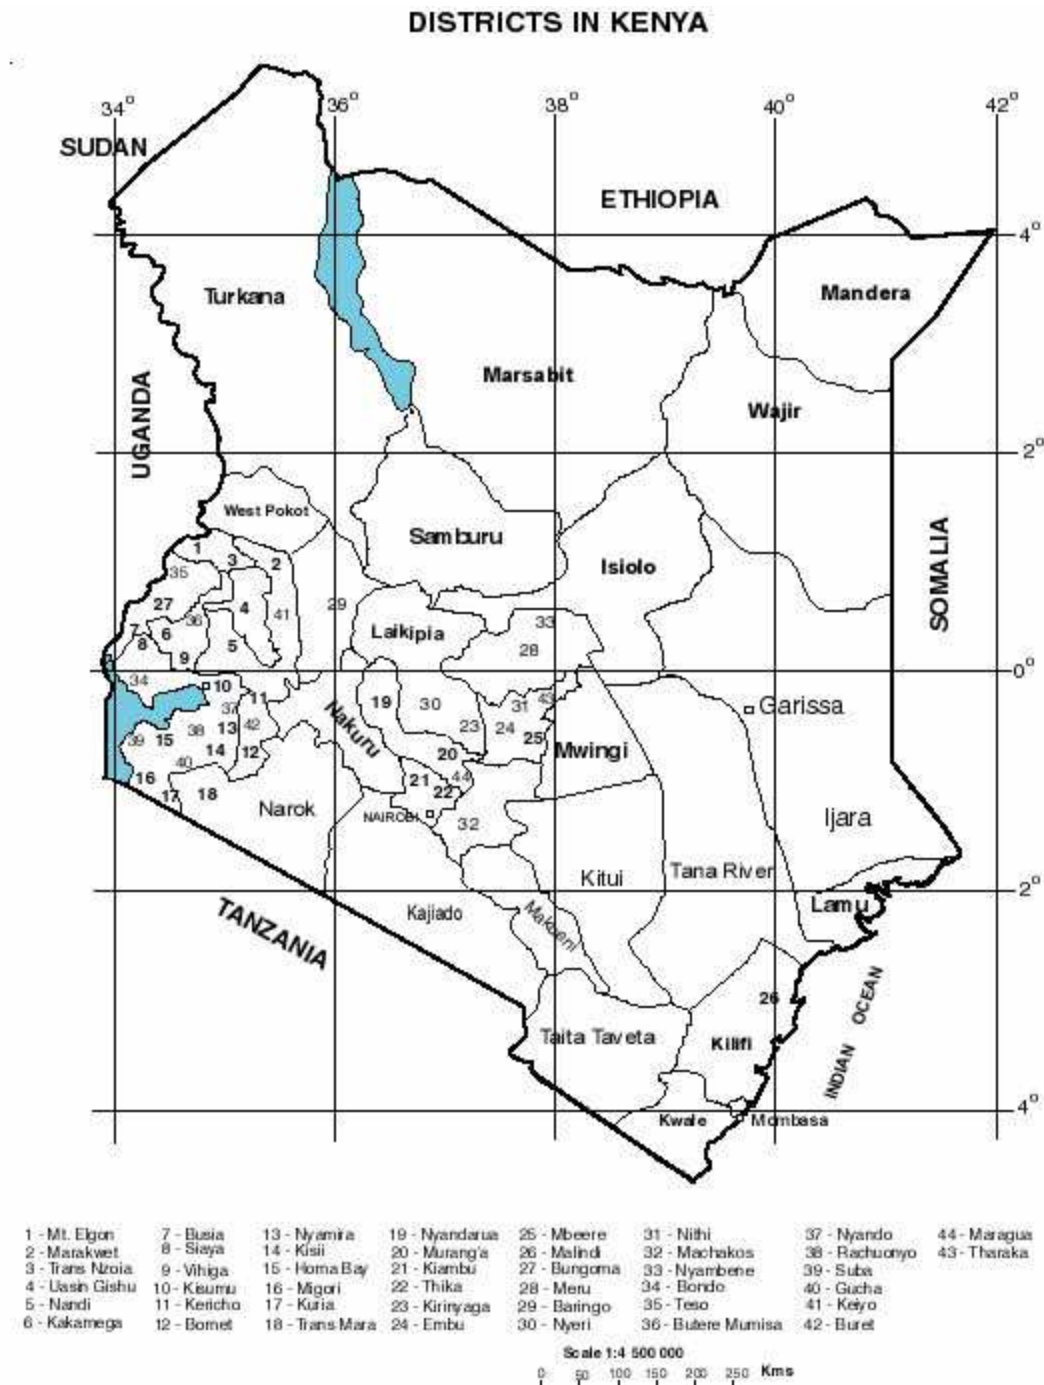 DISTRICTS IN KENYA
34°
36°
38°
40°
42°
SUDAN
ETHIOPIA
4°
Turkana
Mandera
Marsabit
Wajir
UGANDA
2°
West Pokot
Samburu
Isiolo
SOMALIA
1
3
2
35
27
4
41
29
33
36
7
6
Laikipia
28
8
5
9
0°
34
10
11
19
30
31
43
Garissa
37
Nakuru
23
24
25
39
15
38
13
42
Mwingi
14
12
20
40
21
44
16
22
17
18
Narok
NAIROBI
32
Ijara
Kitui
Tana River
2°
Lamu
TANZANIA
Kajiado
Makueni
26
INDIAN OCEAN
Taita Taveta
Kilifi
4°
Kwale
Mombasa
1 - Mt. Elgon
2 - Marakwet
3 - Trans Nzoia
4 - Uasin Gishu
5 - Nandi
6 - Kakamega
7 - Busia
8 - Siaya
9 - Vihiga
10 - Kisumu
11 - Kericho
12 - Bomet
13 - Nyamira
14 - Kisii
15 - Homa Bay
16 - Migori
17 - Kuria
18 - Trans Mara
19 - Nyandarua
20 - Murang'a
21 - Kiambu
22 - Thika
23 - Kirinyaga
24 - Embu
25 - Mbeere
26 - Malindi
27 - Bungoma
28 - Meru
29 - Baringo
30 - Nyeri
31 - Nithi
32 - Machakos
33 - Nyambene
34 - Bondo
35 - Teso
36 - Butere Mumisa
37 - Nyando
38 - Rachuonyo
39 - Suba
40 - Gucha
41 - Keiyo
42 - Buret
44 - Maragua
43 - Tharaka
Scale 1:4 500 000
0 50 100 150 200 250 Kms